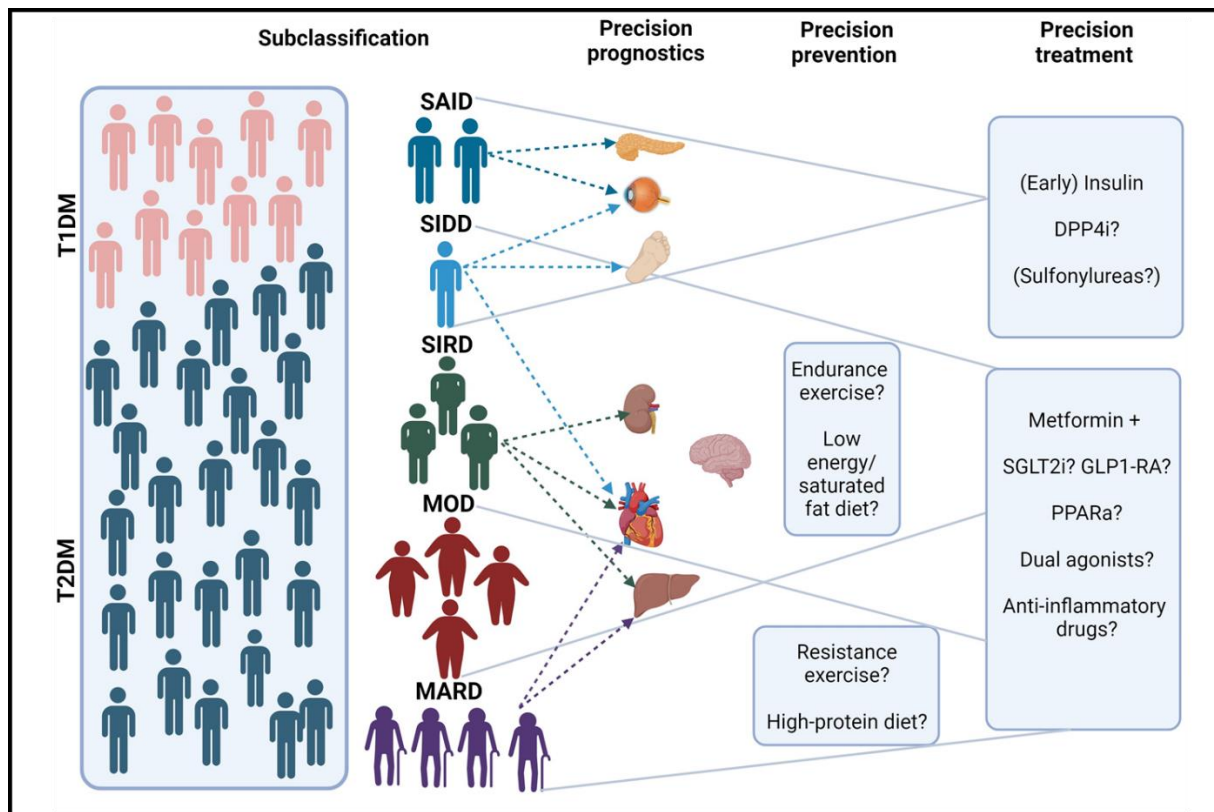 Subclassification
Precision
prognostics
Precision
prevention
Precision
treatment
T1DM
T2DM
SAID
SIDD
SIRD
MOD
MARD
Endurance
exercise?
Low
energy/
saturated
fat diet?
Resistance
exercise?
High-protein diet?
(Early) Insulin
DPP4i?
(Sulfonylureas?)
Metformin +
SGLT2i? GLP1-RA?
PPARa?
Dual agonists?
Anti-inflammatory
drugs?